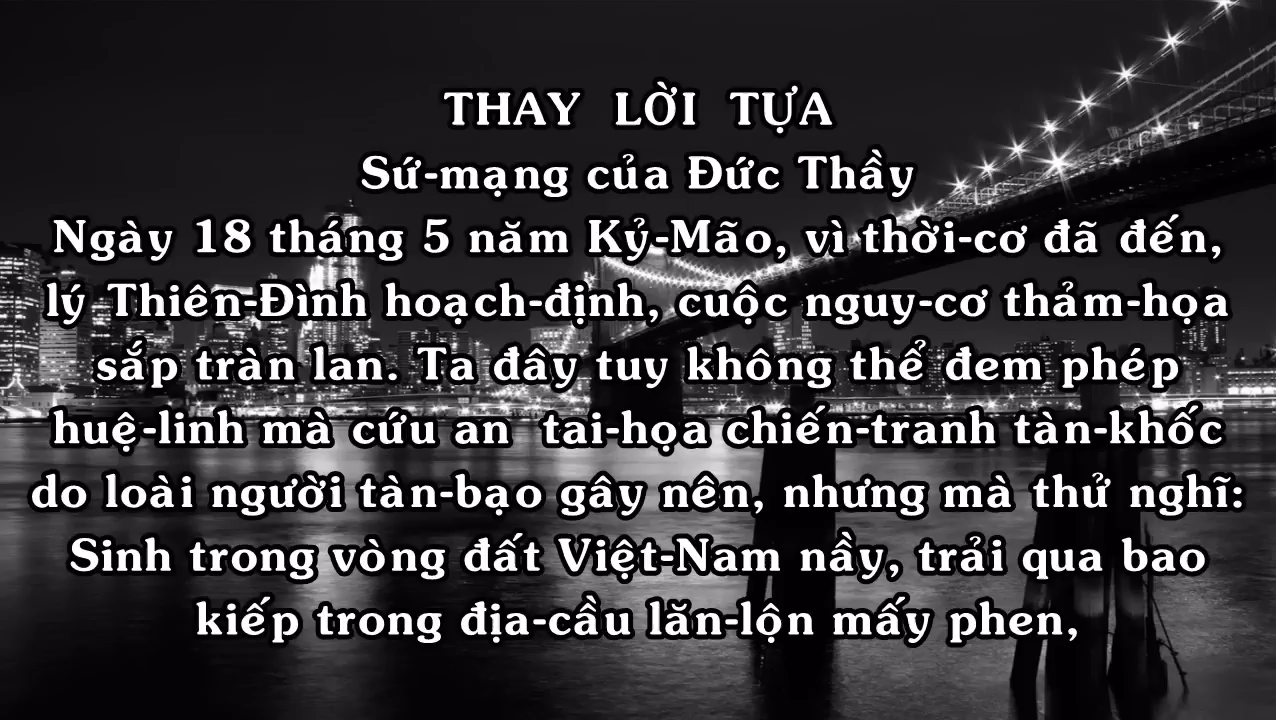 THAY LỜI TỰA
Sứ-mạng của Đức Thầy
Ngày 18 tháng 5 năm Kỷ-Mão, vì thời-cơ đã đến,
lý Thiên-Đình hoạch-định, cuộc nguy-cơ thảm-họa
sắp tràn lan. Ta đây tuy không thể đem phép
huệ-linh mà cứu an tai-họa chiến-tranh tàn-khốc
do loài người tàn-bạo gây nên, nhưng mà thử nghĩ:
Sinh trong vòng đất Việt-Nam nầy, trải qua bao
kiếp trong địa-cầu lăn-lộn mấy phen,